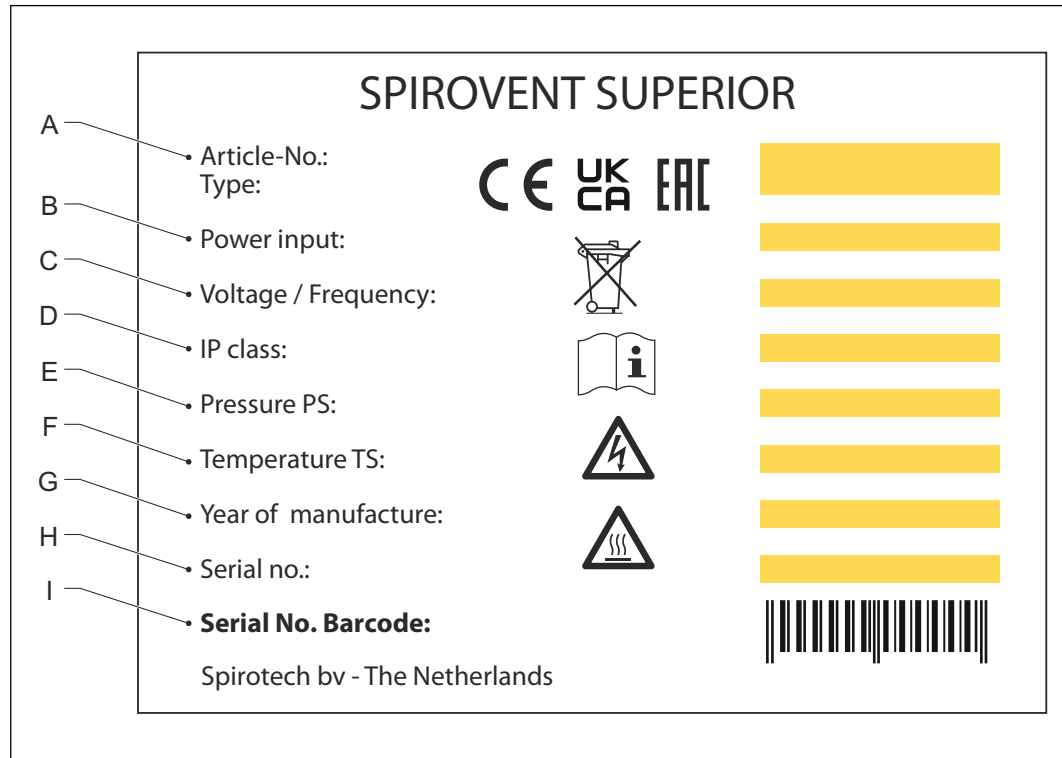 SPIROVENT SUPERIOR
A
Article-No.:
Type:
CE UK CA EAC
B
Power input:
C
Voltage / Frequency:
D
IP class:
i
E
Pressure PS:
F
Temperature TS:
G
Year of manufacture:
H
Serial no.:
I
Serial No. Barcode:
Spirotech bv - The Netherlands